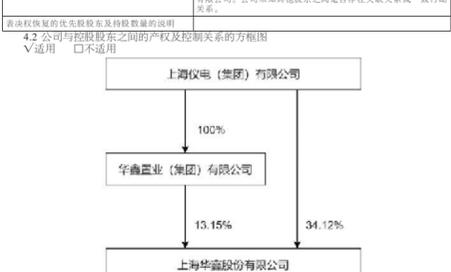 关系。
表决权恢复的优先股股东及持股数量的说明
4.2 公司与控股股东之间的产权及控制关系的方框图
√适用 □不适用
上海仪电（集团）有限公司
100%
华鑫置业（集团）有限公司
13.15%
34.12%
上海华鑫股份有限公司